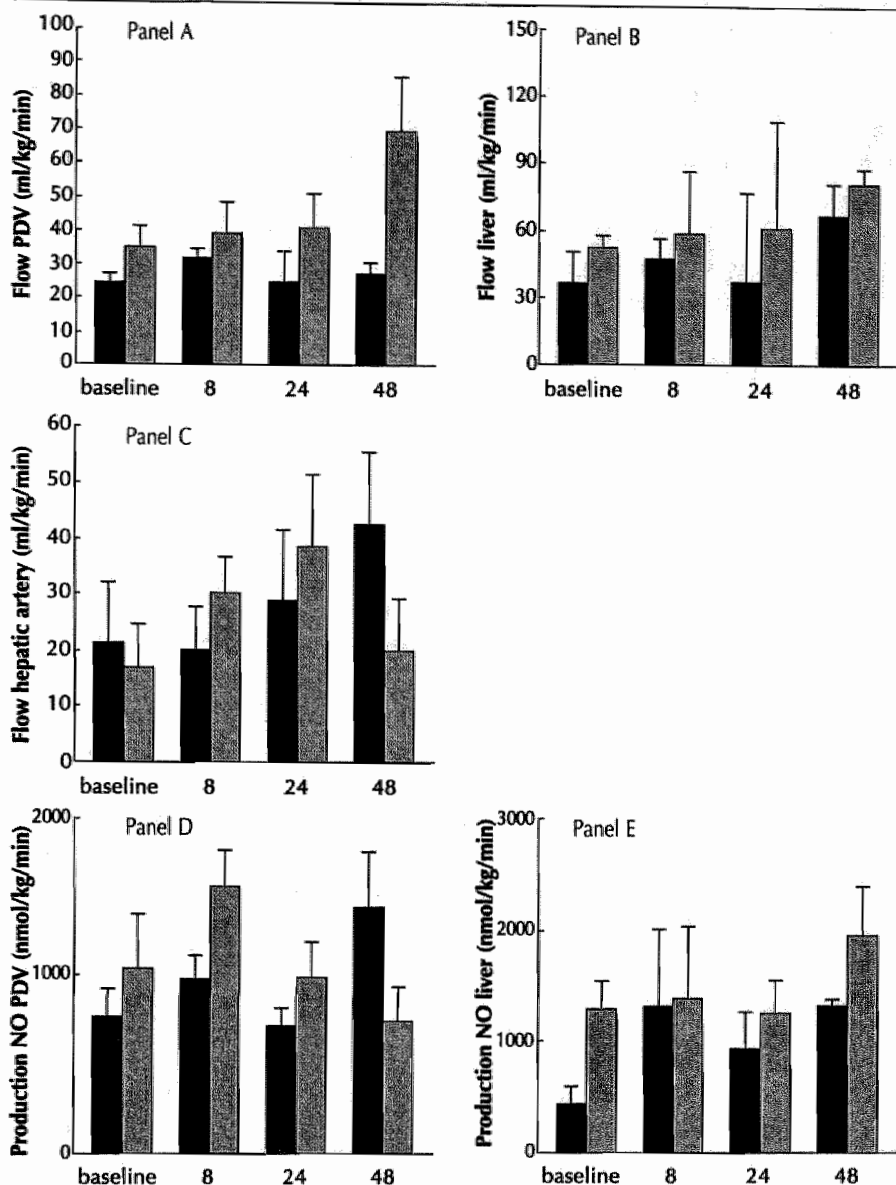 Panel A
Flow PDV (ml/kg/min)
100
90
80
70
60
50
40
30
20
10
0
baseline 8 24 48
Panel B
Flow liver (ml/kg/min)
150
120
90
60
30
0
baseline 8 24 48
Panel C
Flow hepatic artery (ml/kg/min)
60
50
40
30
20
10
0
baseline 8 24 48
Panel D
Production NO PDV (nmol/kg/min)
2000
1000
0
baseline 8 24 48
Panel E
Production NO liver (nmol/kg/min)
3000
2000
1000
0
baseline 8 24 48